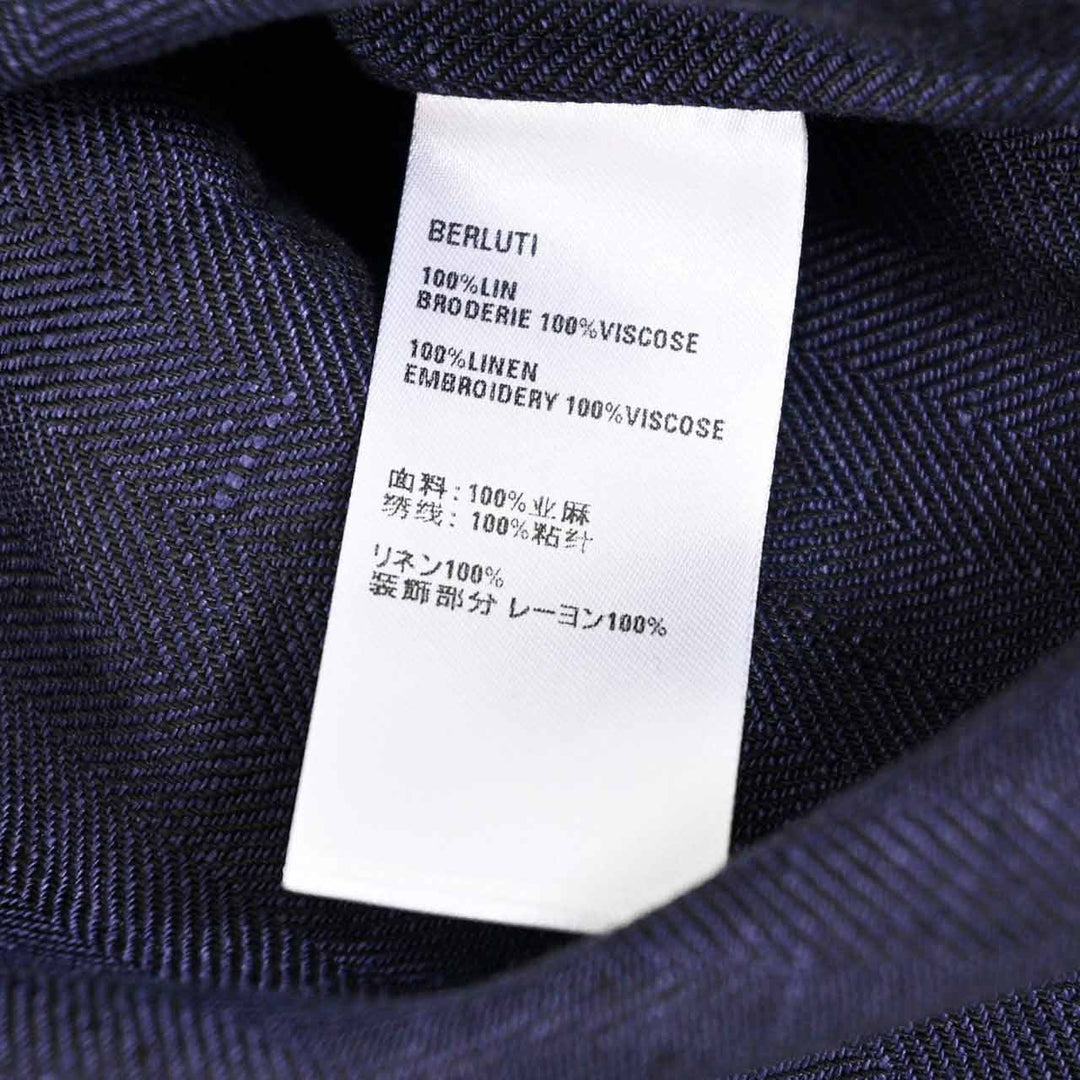 BERLUTI
100%LIN
BRODERIE 100%VISCOSE
100%LINEN
EMBROIDERY 100%VISCOSE
面料：100%亚麻
绣线：100%粘针
リネン100%
装飾部分 レーヨン100%